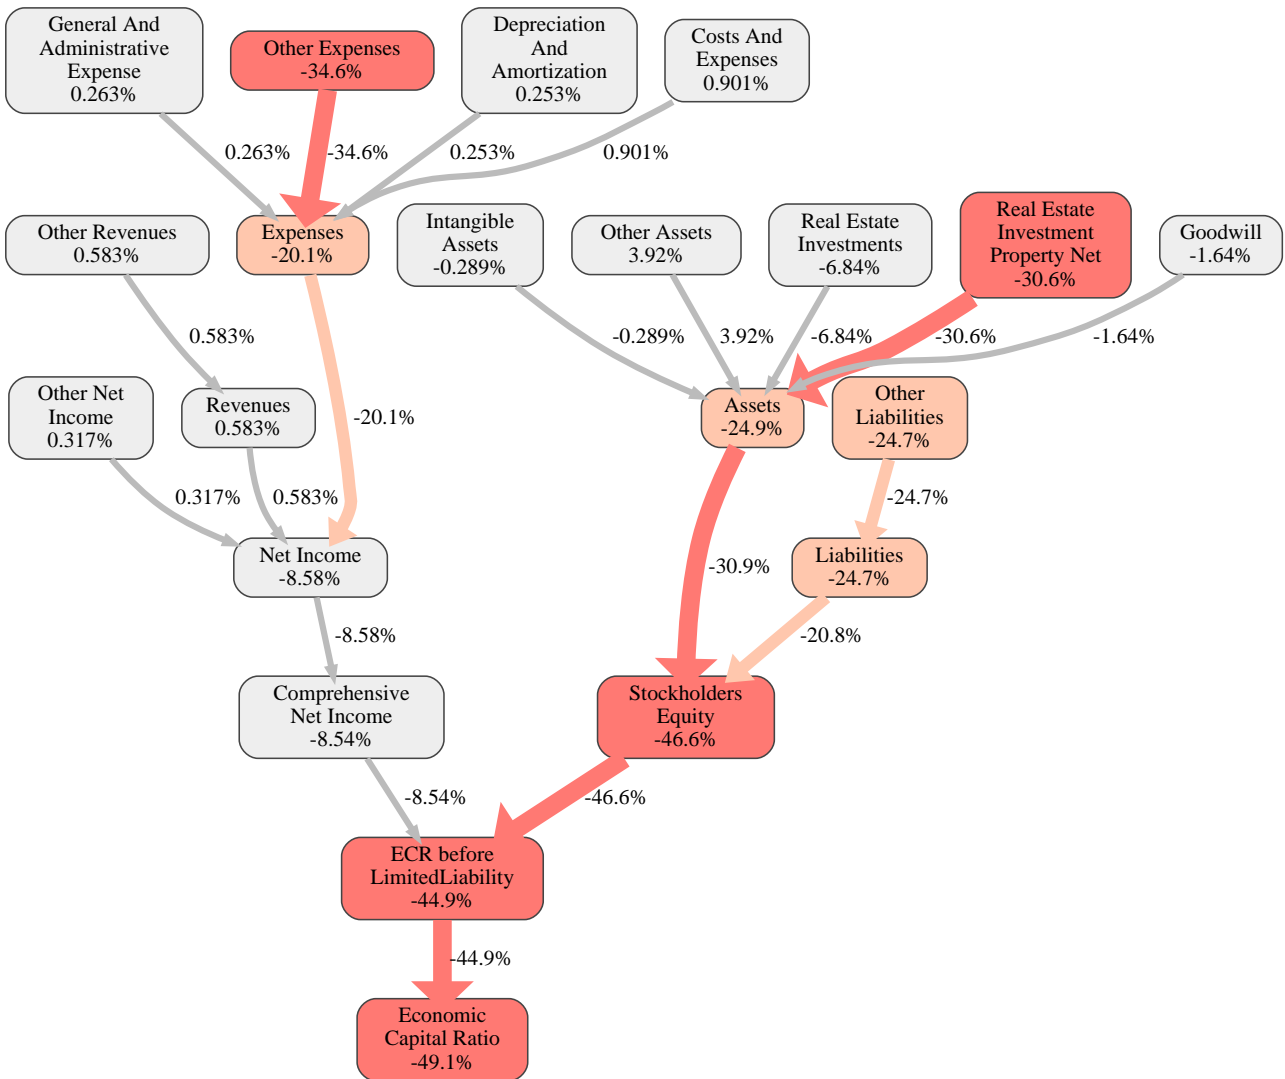 General And
Administrative
Expense
0.263%
Other Expenses
-34.6%
Depreciation
And
Amortization
0.253%
Costs And
Expenses
0.901%
0.263%
-34.6%
0.253%
0.901%
Other Revenues
0.583%
Expenses
-20.1%
Intangible
Assets
-0.289%
Other Assets
3.92%
Real Estate
Investments
-6.84%
Real Estate
Investment
Property Net
-30.6%
Goodwill
-1.64%
0.583%
-0.289%
3.92%
-6.84%
-30.6%
-1.64%
Other Net
Income
0.317%
Revenues
0.583%
-20.1%
Assets
-24.9%
Other
Liabilities
-24.7%
0.317%
0.583%
-24.7%
Net Income
-8.58%
-30.9%
Liabilities
-24.7%
-8.58%
-20.8%
Comprehensive
Net Income
-8.54%
Stockholders
Equity
-46.6%
-8.54%
-46.6%
ECR before
LimitedLiability
-44.9%
-44.9%
Economic
Capital Ratio
-49.1%